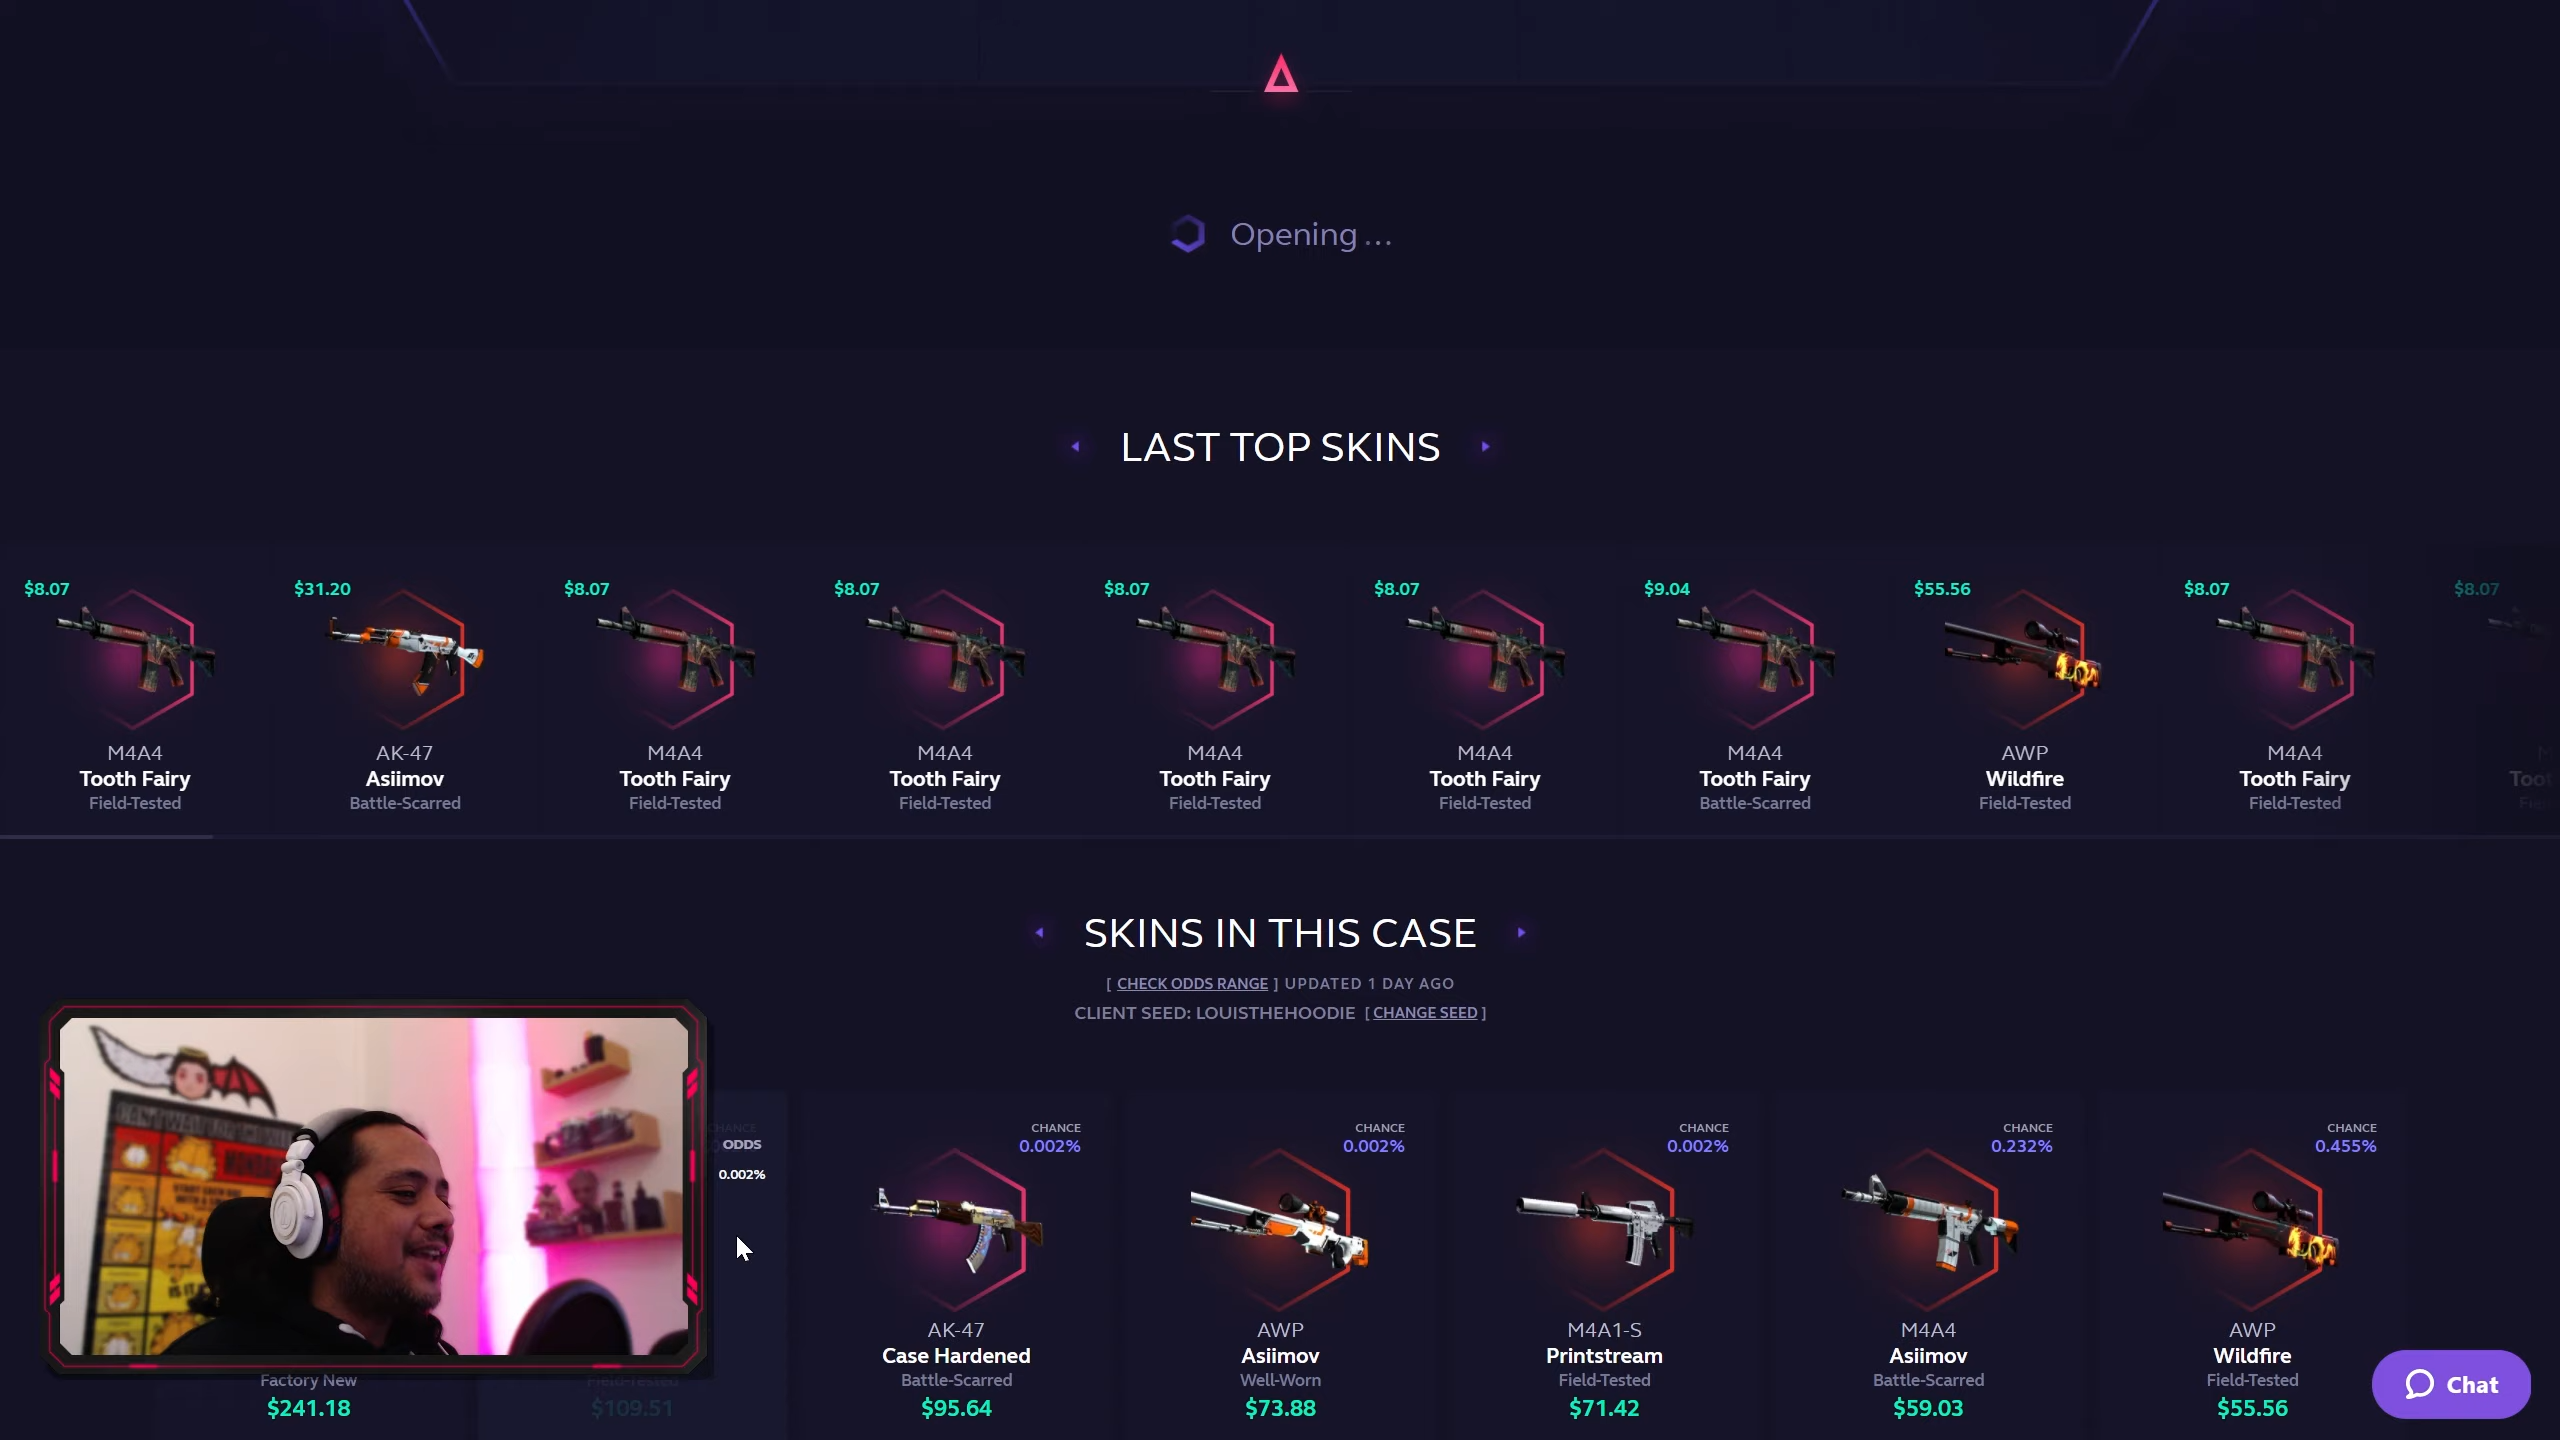 Opening ...
LAST TOP SKINS
$8.07
M4A4
Tooth Fairy
Field-Tested
$31.20
AK-47
Asiimov
Battle-Scarred
$8.07
M4A4
Tooth Fairy
Field-Tested
$8.07
M4A4
Tooth Fairy
Field-Tested
$8.07
M4A4
Tooth Fairy
Field-Tested
$8.07
M4A4
Tooth Fairy
Field-Tested
$9.04
M4A4
Tooth Fairy
Battle-Scarred
$55.56
AWP
Wildfire
Field-Tested
$8.07
M4A4
Tooth Fairy
Field-Tested
$8.07
SKINS IN THIS CASE
[ CHECK ODDS RANGE ] UPDATED 1 DAY AGO
CLIENT SEED: LOUISTHEHOODIE [ CHANGE SEED ]
Factory New
$241.18
CHANCE
ODDS
0.002%
Field-Tested
$109.51
CHANCE
0.002%
AK-47
Case Hardened
Battle-Scarred
$95.64
CHANCE
0.002%
AWP
Asiimov
Well-Worn
$73.88
CHANCE
0.002%
M4A1-S
Printstream
Field-Tested
$71.42
CHANCE
0.232%
M4A4
Asiimov
Battle-Scarred
$59.03
CHANCE
0.455%
AWP
Wildfire
Field-Tested
$55.56
Chat